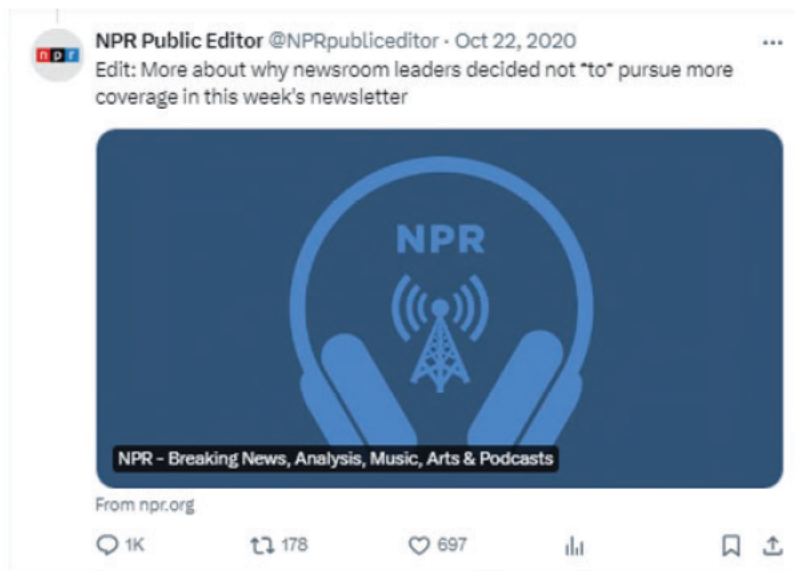 NPR Public Editor @NPRpubliceditor · Oct 22, 2020
npr
Edit: More about why newsroom leaders decided not *to* pursue more
coverage in this week's newsletter
NPR
NPR - Breaking News, Analysis, Music, Arts & Podcasts
From npr.org
1K 178 697